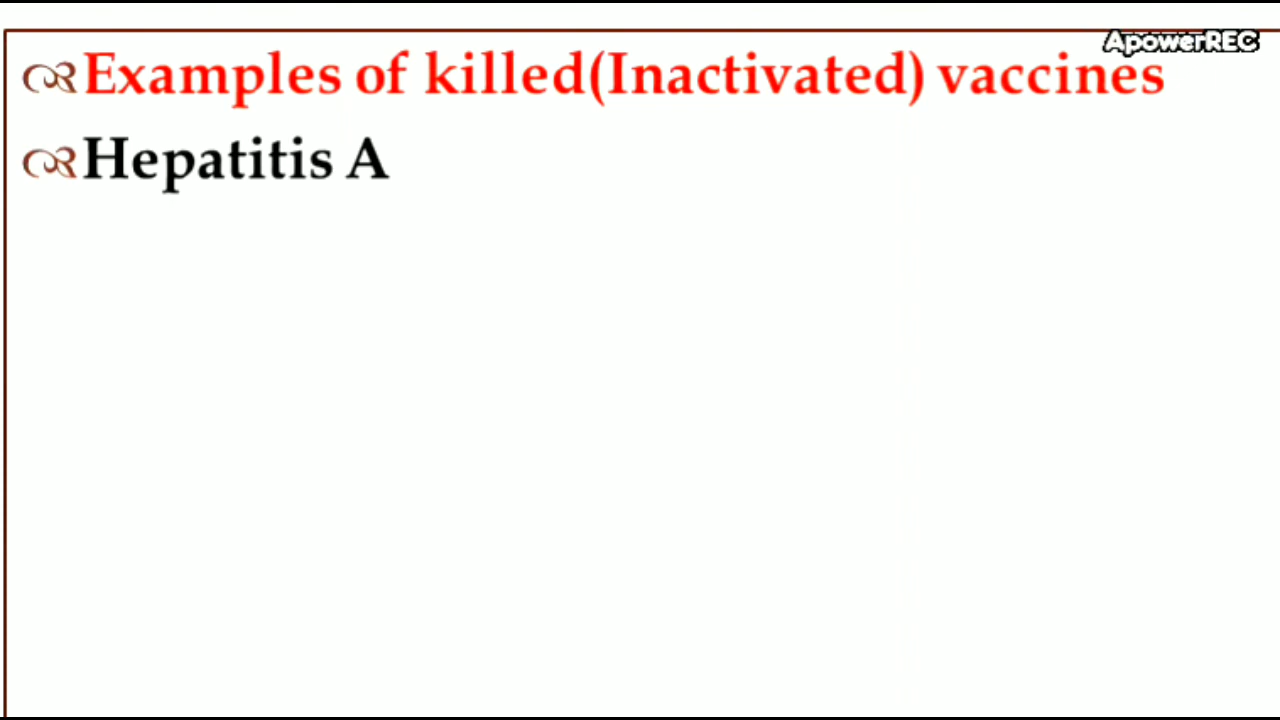 ApowerREC
Examples of killed(Inactivated) vaccines
Hepatitis A